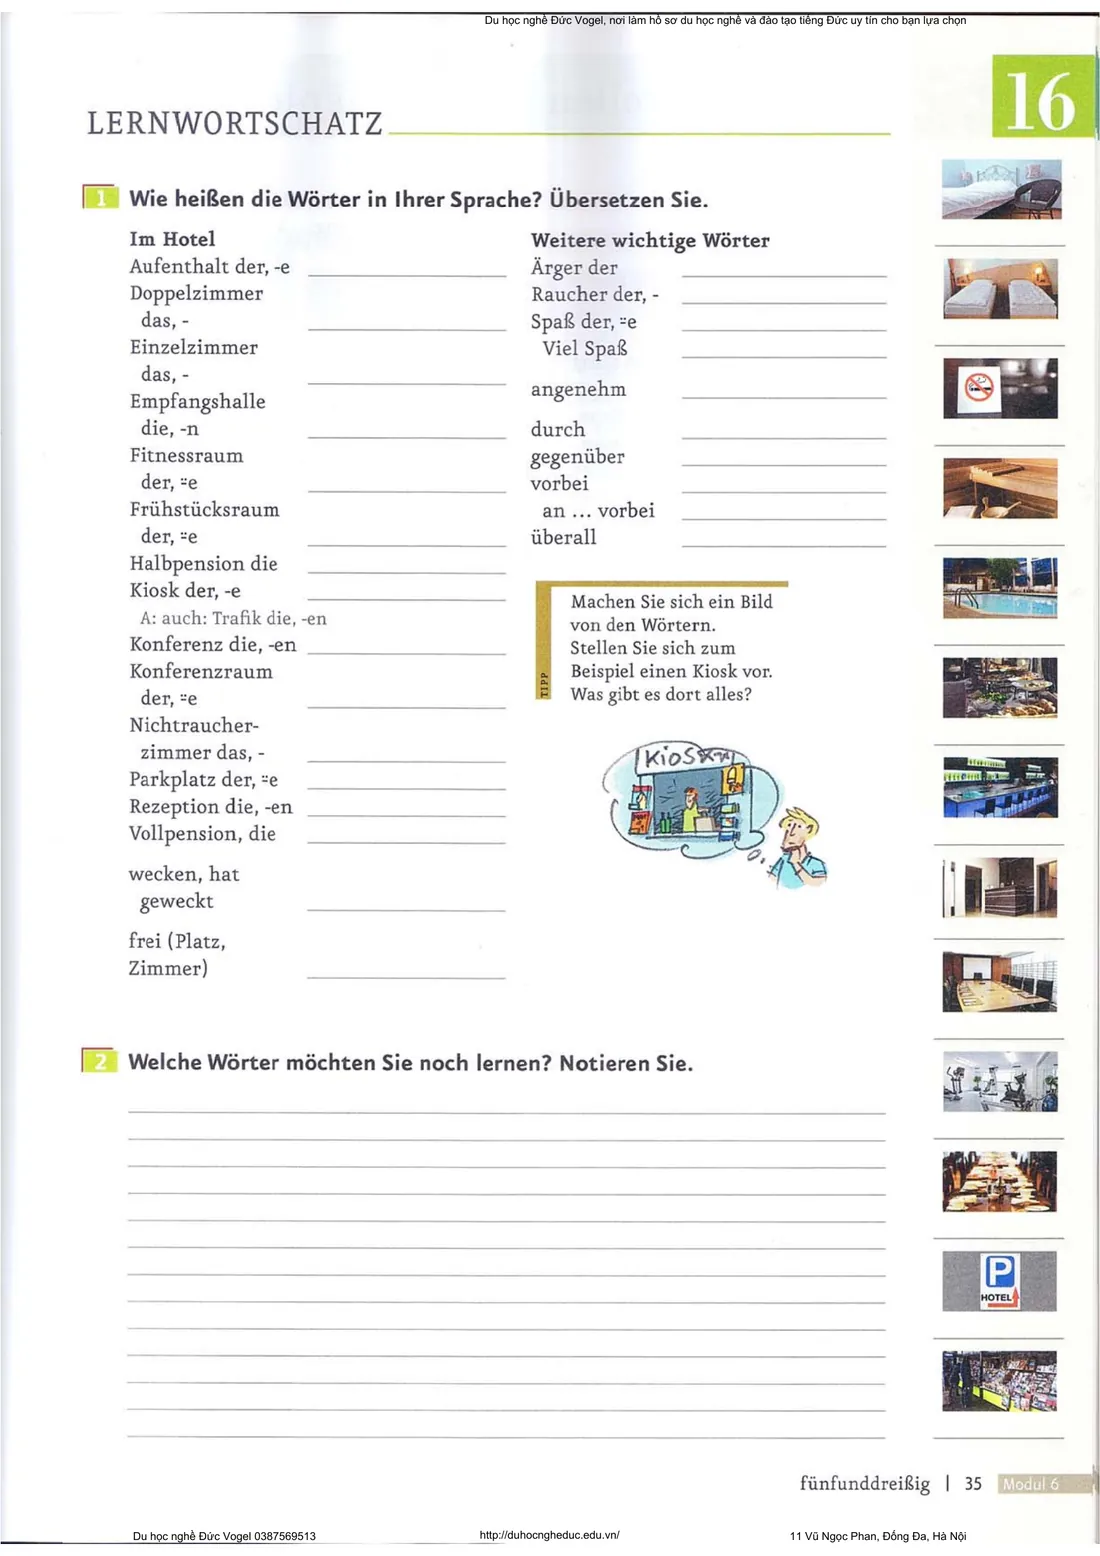 Du học nghề Đức Vogel, nơi làm hồ sơ du học nghề và đào tạo tiếng Đức uy tín cho bạn lựa chọn
16
LERNWORTSCHATZ
1 Wie heißen die Wörter in Ihrer Sprache? Übersetzen Sie.
Im Hotel
Aufenthalt der, -e
Doppelzimmer
das, -
Einzelzimmer
das, -
Empfangshalle
die, -n
Fitnessraum
der, ⸚e
Frühstücksraum
der, ⸚e
Halbpension die
Kiosk der, -e
A: auch: Trafik die, -en
Konferenz die, -en
Konferenzraum
der, ⸚e
Nichtraucher-
zimmer das, -
Parkplatz der, ⸚e
Rezeption die, -en
Vollpension, die
wecken, hat
geweckt
frei (Platz,
Zimmer)
Weitere wichtige Wörter
Ärger der
Raucher der, -
Spaß der, ⸚e
Viel Spaß
angenehm
durch
gegenüber
vorbei
an ... vorbei
überall
TIPP
Machen Sie sich ein Bild
von den Wörtern.
Stellen Sie sich zum
Beispiel einen Kiosk vor.
Was gibt es dort alles?
KiosK
2 Welche Wörter möchten Sie noch lernen? Notieren Sie.
P
HOTEL
fünfunddreißig | 35 Modul 6
Du học nghề Đức Vogel 0387569513
http://duhocngheduc.edu.vn/
11 Vũ Ngọc Phan, Đống Đa, Hà Nội